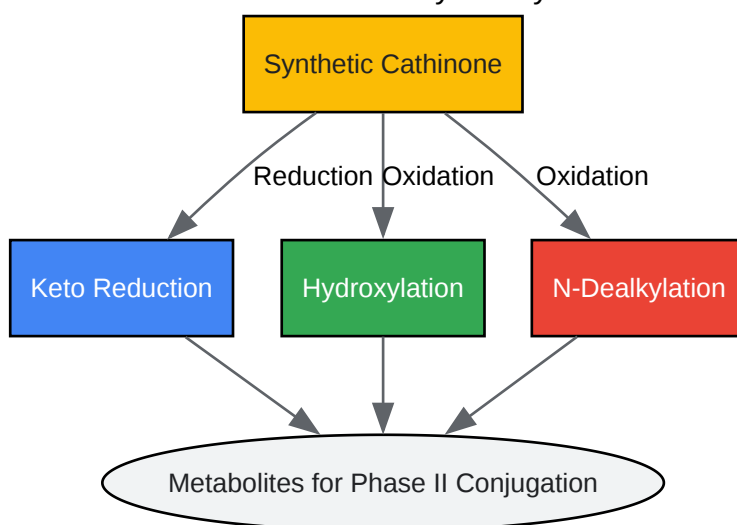 Synthetic Cathinone
Reduction
Oxidation
Oxidation
Keto Reduction
Hydroxylation
N-Dealkylation
Metabolites for Phase II Conjugation